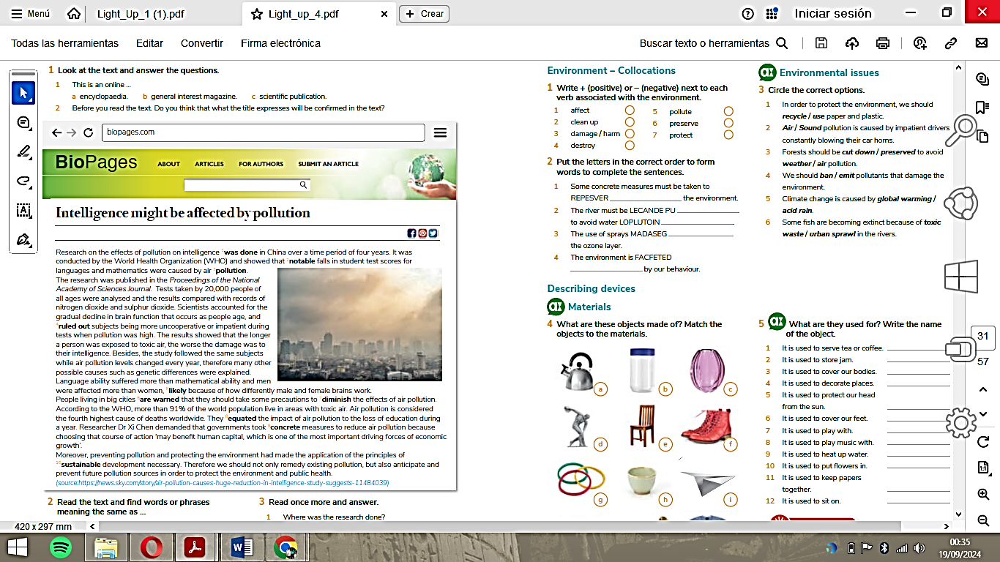 Menú
Light_Up_1 (1).pdf
Light_up_4.pdf
Crear
Iniciar sesión
Todas las herramientas
Editar
Convertir
Firma electrónica
Buscar texto o herramientas
1 Look at the text and answer the questions.
1 This is an online ...
a encyclopaedia. b general interest magazine. c scientific publication.
2 Before you read the text. Do you think that what the title expresses will be confirmed in the text?
biopages.com
BioPages
ABOUT ARTICLES FOR AUTHORS SUBMIT AN ARTICLE
Intelligence might be affected by pollution
Research on the effects of pollution on intelligence 1was done in China over a time period of four years. It was
conducted by the World Health Organization (WHO) and showed that 2notable falls in student test scores for
languages and mathematics were caused by air 3pollution.
The research was published in the Proceedings of the National
Academy of Sciences Journal. Tests taken by 20,000 people of
all ages were analysed and the results compared with records of
nitrogen dioxide and sulphur dioxide. Scientists accounted for the
gradual decline in brain function that occurs as people age, and
4ruled out subjects being more uncooperative or impatient during
tests when pollution was high. The results showed that the longer
a person was exposed to toxic air, the worse the damage was to
their intelligence. Besides, the study followed the same subjects
while air pollution levels changed every year, therefore many other
possible causes such as genetic differences were explained.
Language ability suffered more than mathematical ability and men
were affected more than women, 5likely because of how differently male and female brains work.
People living in big cities 6are warned that they should take some precautions to 7diminish the effects of air pollution.
According to the WHO, more than 91% of the world population live in areas with toxic air. Air pollution is considered
the fourth highest cause of deaths worldwide. They 8equated the impact of air pollution to the loss of education during
a year. Researcher Dr Xi Chen demanded that governments took 9concrete measures to reduce air pollution because
choosing that course of action 'may benefit human capital, which is one of the most important driving forces of economic
growth'.
Moreover, preventing pollution and protecting the environment had made the application of the principles of
10sustainable development necessary. Therefore we should not only remedy existing pollution, but also anticipate and
prevent future pollution sources in order to protect the environment and public health.
(source:https://news.sky.com/story/air-pollution-causes-huge-reduction-in-intelligence-study-suggests-11484039)
2 Read the text and find words or phrases
meaning the same as ...
3 Read once more and answer.
1 Where was the research done?
Environment – Collocations
1 Write + (positive) or – (negative) next to each
verb associated with the environment.
1 affect
2 clean up
3 damage / harm
4 destroy
5 pollute
6 preserve
7 protect
2 Put the letters in the correct order to form
words to complete the sentences.
1 Some concrete measures must be taken to
REPESVER ____ the environment.
2 The river must be LECANDE PU ____
to avoid water LOPLUTOIN ____.
3 The use of sprays MADASEG ____
the ozone layer.
4 The environment is FACFETED
____ by our behaviour.
Describing devices
Materials
4 What are these objects made of? Match the
objects to the materials.
a
b
c
d
e
f
g
h
i
Environmental issues
3 Circle the correct options.
1 In order to protect the environment, we should
recycle / use paper and plastic.
2 Air / Sound pollution is caused by impatient drivers
constantly blowing their car horns.
3 Forests should be cut down / preserved to avoid
weather / air pollution.
4 We should ban / emit pollutants that damage the
environment.
5 Climate change is caused by global warming /
acid rain.
6 Some fish are becoming extinct because of toxic
waste / urban sprawl in the rivers.
5 What are they used for? Write the name
of the object.
1 It is used to serve tea or coffee.
2 It is used to store jam.
3 It is used to cover our bodies.
4 It is used to decorate places.
5 It is used to protect our head
from the sun.
6 It is used to cover our feet.
7 It is used to play with.
8 It is used to play music with.
9 It is used to heat up water.
10 It is used to put flowers in.
11 It is used to keep papers
together.
12 It is used to sit on.
31
57
420 x 297 mm
00:35
19/09/2024